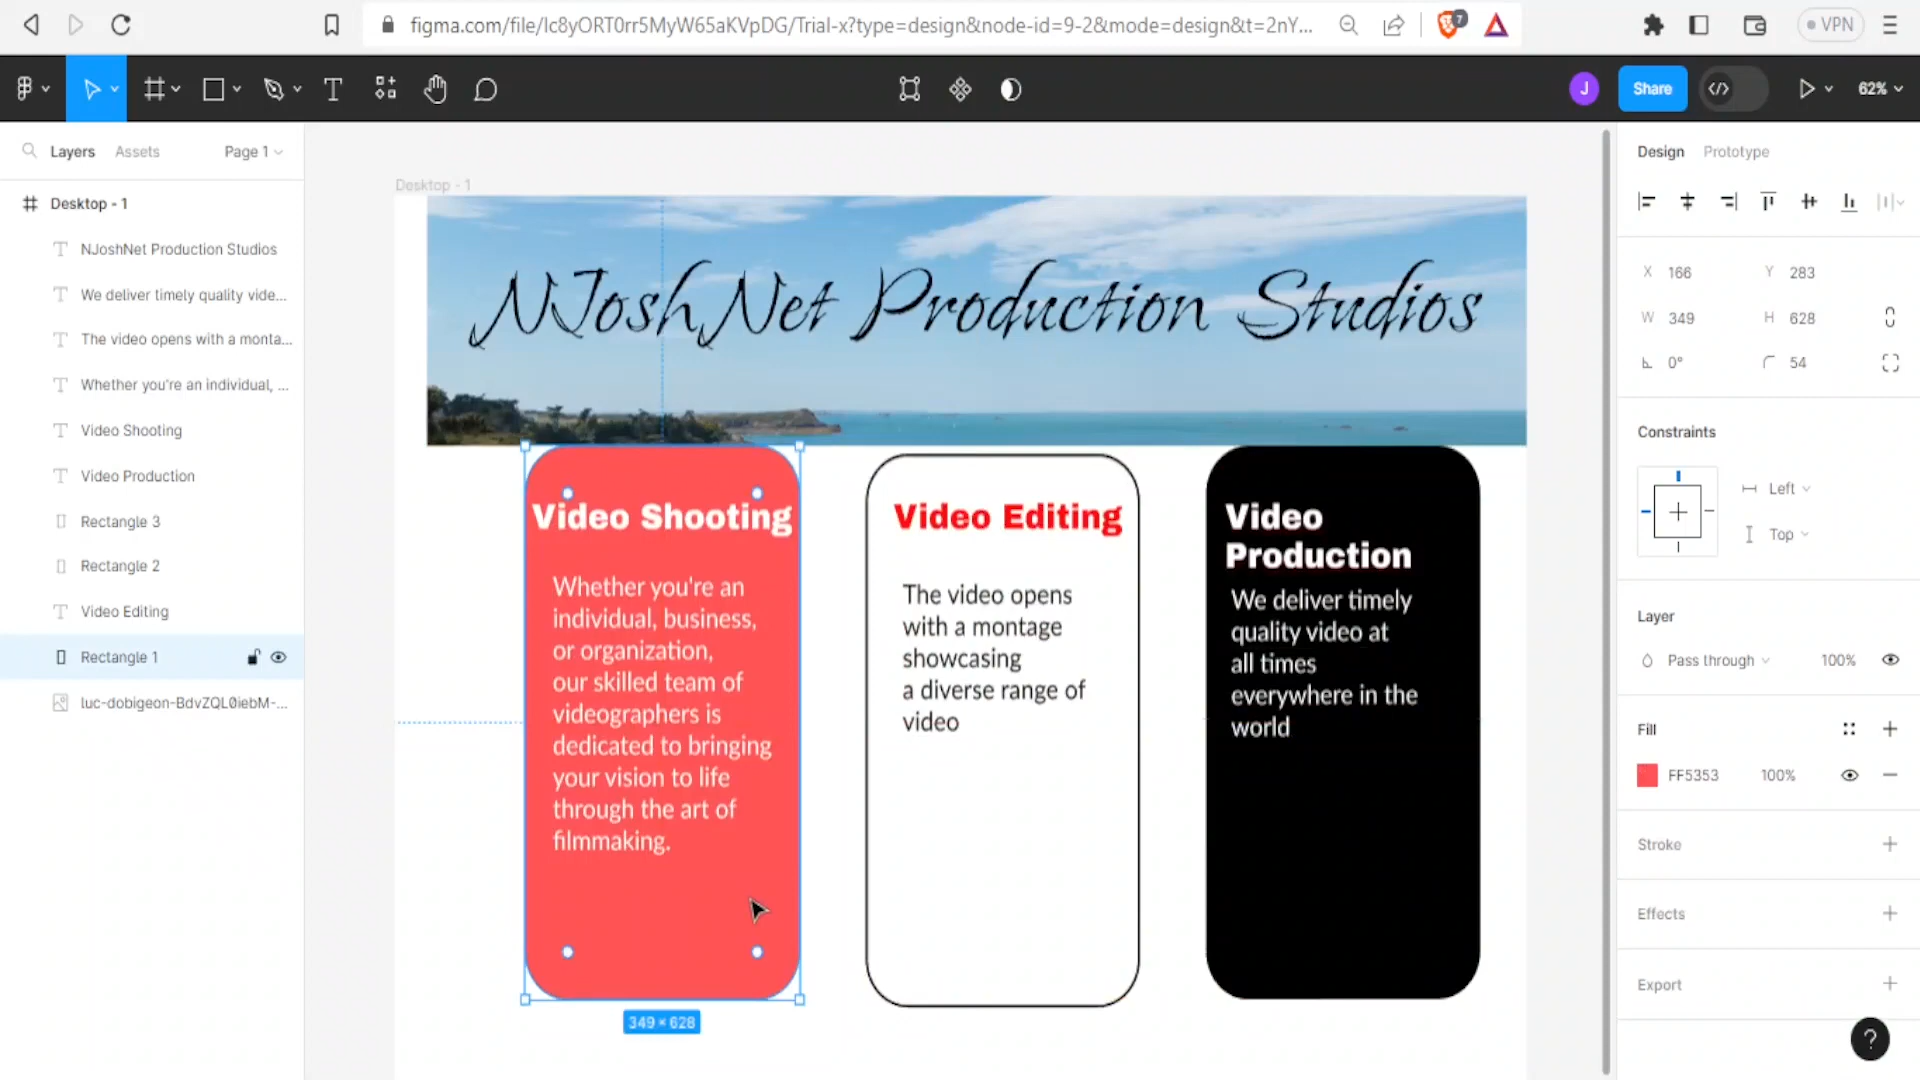 figma.com/file/lc8yORT0rr5MyW65aKVpDG/Trial-x?type=design&node-id=9-2&mode=design&t=2nY...
7
VPN
J
Share
62%
Layers
Assets
Page 1
Desktop - 1
NJoshNet Production Studios
We deliver timely quality vide...
The video opens with a monta...
Whether you're an individual, ...
Video Shooting
Video Production
Rectangle 3
Rectangle 2
Video Editing
Rectangle 1
luc-dobigeon-BdvZQL0iebM-...
Desktop - 1
NJoshNet Production Studios
Video Shooting
Whether you're an
individual, business,
or organization,
our skilled team of
videographers is
dedicated to bringing
your vision to life
through the art of
filmmaking.
349 × 628
Video Editing
The video opens
with a montage
showcasing
a diverse range of
video
Video
Production
We deliver timely
quality video at
all times
everywhere in the
world
Design
Prototype
X 166 Y 283
W 349 H 628
0° 54
Constraints
Left
Top
Layer
Pass through 100%
Fill
FF5353 100%
Stroke
Effects
Export
?